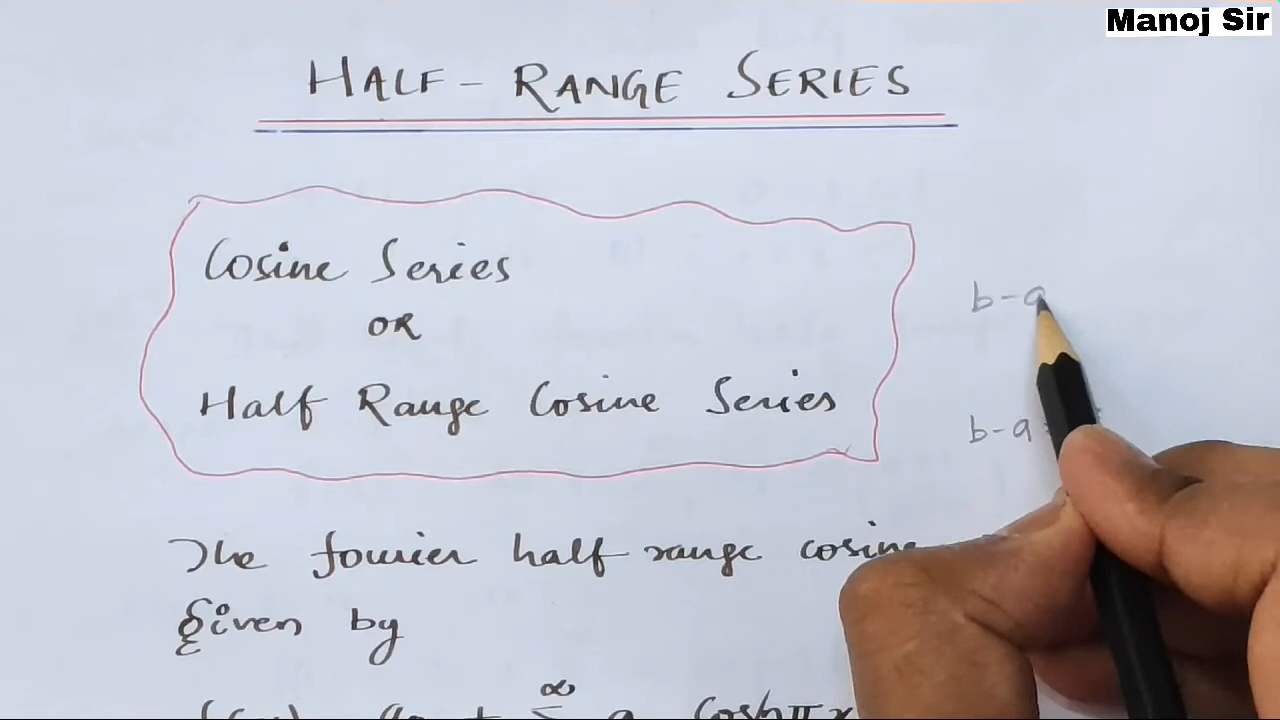 Manoj Sir
HALF-RANGE SERIES
Cosine Series
OR
Half Range Cosine Series
b-a
b-a
The fourier half range cosine
given by
∞